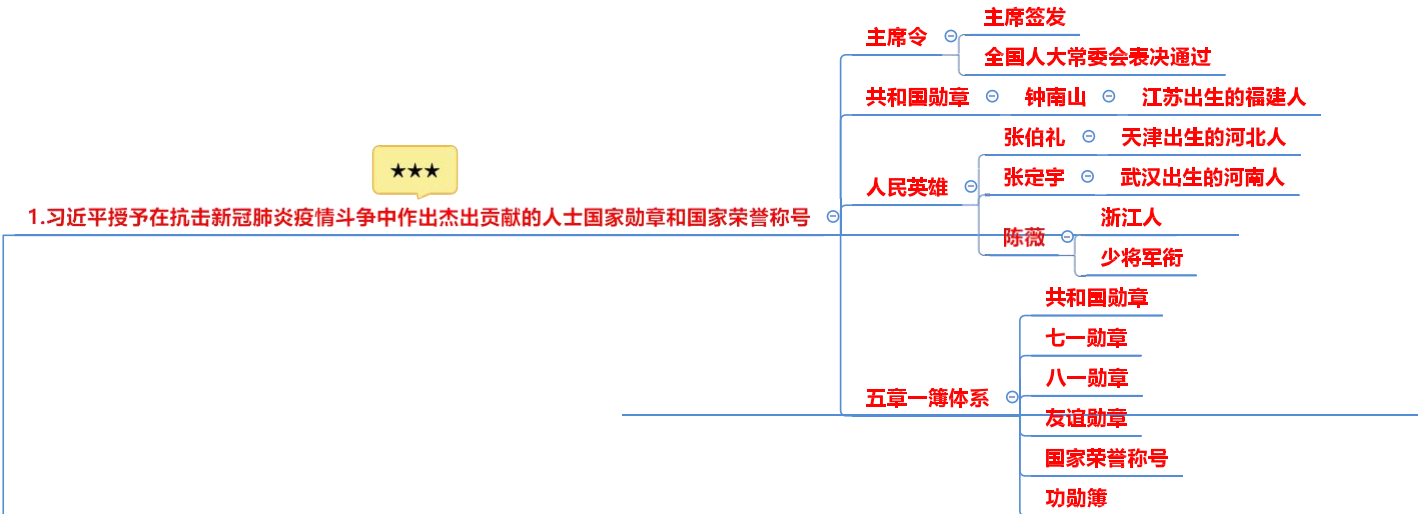 主席签发
主席令
全国人大常委会表决通过
共和国勋章 钟南山 江苏出生的福建人
张伯礼 天津出生的河北人
★★★
人民英雄
张定宇 武汉出生的河南人
1.习近平授予在抗击新冠肺炎疫情斗争中作出杰出贡献的人士国家勋章和国家荣誉称号
浙江人
陈薇
少将军衔
共和国勋章
七一勋章
八一勋章
五章一簿体系
友谊勋章
国家荣誉称号
功勋簿